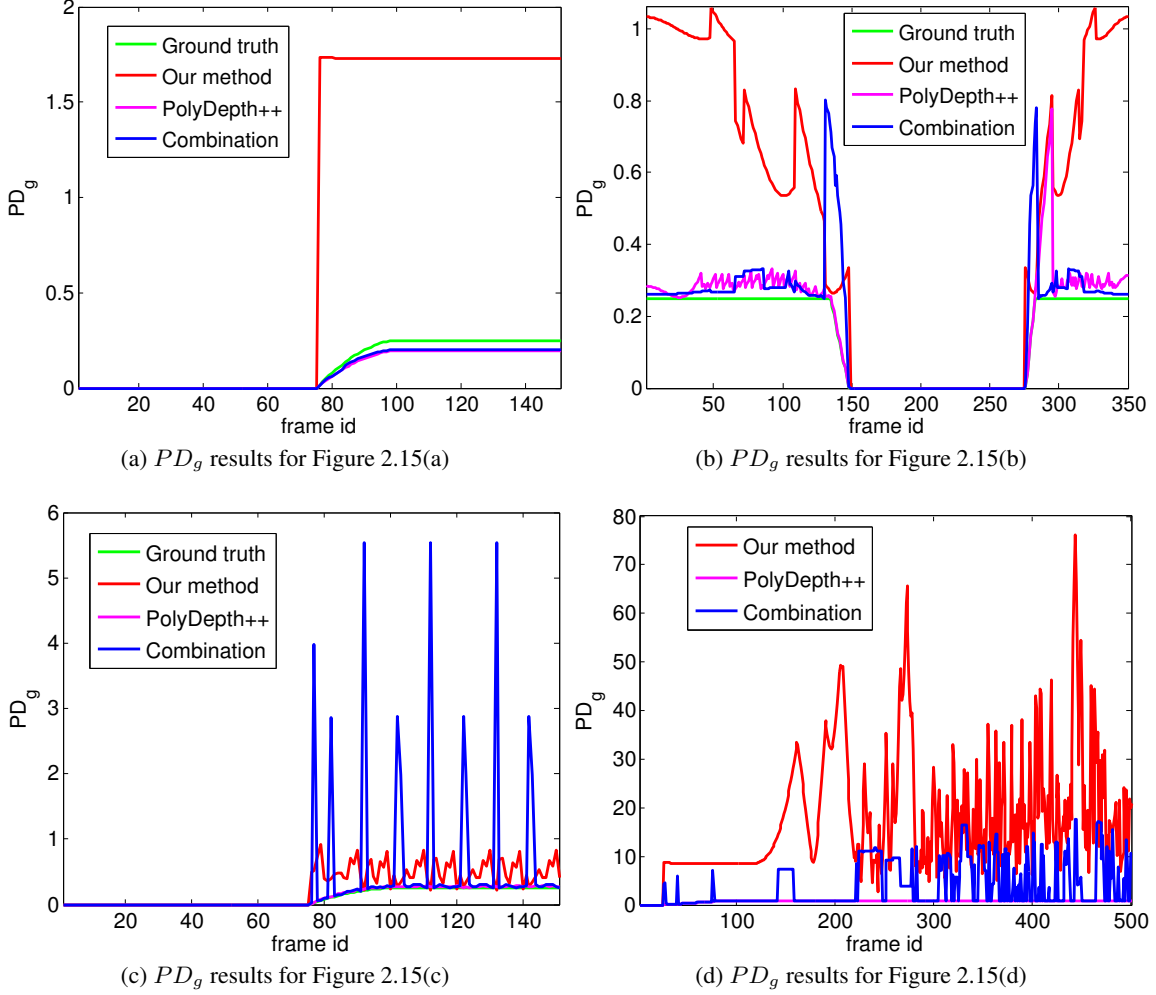 2
1.5
1
0.5
0
PD_g
20 40 60 80 100 120 140
frame id
Ground truth
Our method
PolyDepth++
Combination
(a) PD_g results for Figure 2.15(a)
1
0.8
0.6
0.4
0.2
0
PD_g
50 100 150 200 250 300 350
frame id
Ground truth
Our method
PolyDepth++
Combination
(b) PD_g results for Figure 2.15(b)
6
5
4
3
2
1
0
PD_g
20 40 60 80 100 120 140
frame id
Ground truth
Our method
PolyDepth++
Combination
(c) PD_g results for Figure 2.15(c)
80
70
60
50
40
30
20
10
0
PD_g
100 200 300 400 500
frame id
Our method
PolyDepth++
Combination
(d) PD_g results for Figure 2.15(d)